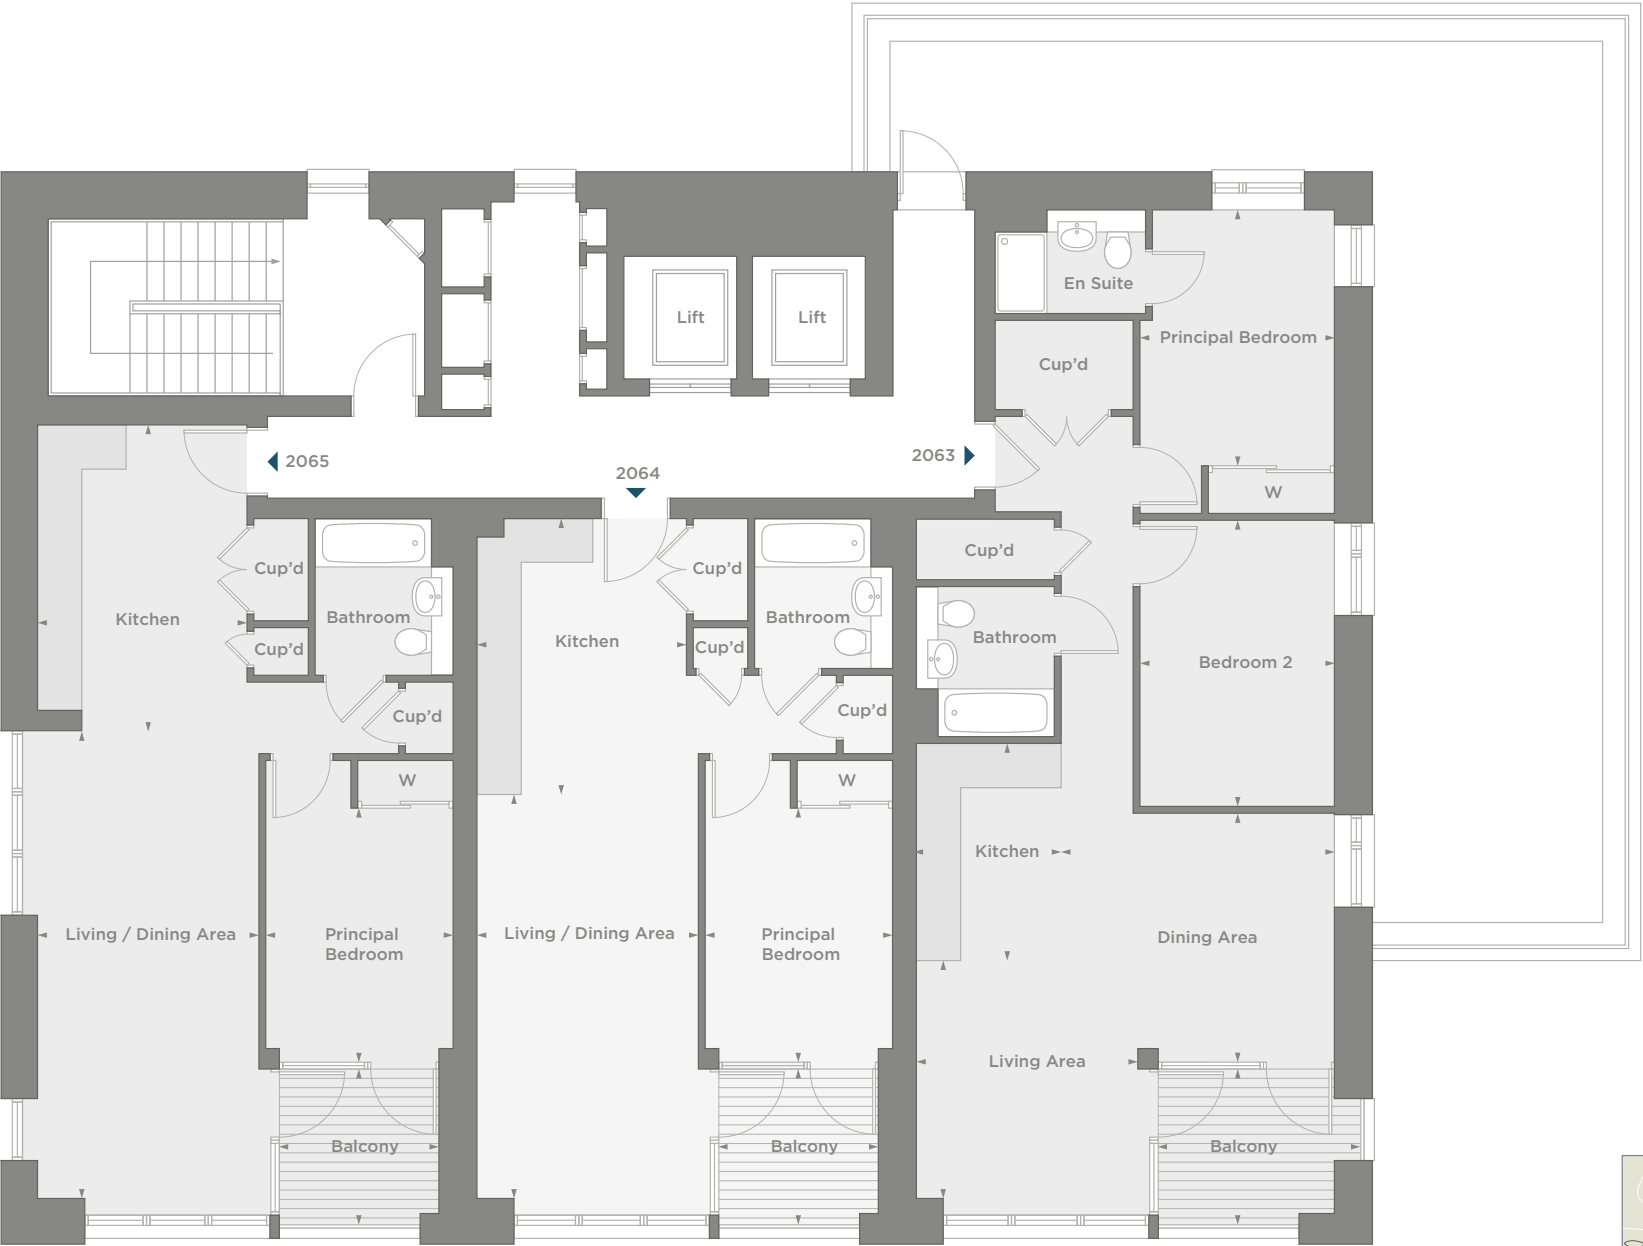 Lift
Lift
En Suite
Principal Bedroom
Cup'd
2065
2064
2063
W
Cup'd
Cup'd
Cup'd
Kitchen
Bathroom
Cup'd
Kitchen
Cup'd
Bathroom
Bathroom
Bedroom 2
Cup'd
Cup'd
W
W
Kitchen
Living / Dining Area
Principal
Bedroom
Living / Dining Area
Principal
Bedroom
Dining Area
Living Area
Balcony
Balcony
Balcony